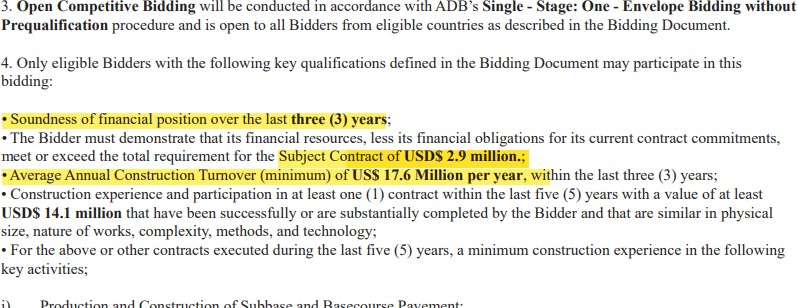 3. Open Competitive Bidding will be conducted in accordance with ADB's Single - Stage: One - Envelope Bidding without
Prequalification procedure and is open to all Bidders from eligible countries as described in the Bidding Document.
4. Only eligible Bidders with the following key qualifications defined in the Bidding Document may participate in this
bidding:
• Soundness of financial position over the last three (3) years;
• The Bidder must demonstrate that its financial resources, less its financial obligations for its current contract commitments,
meet or exceed the total requirement for the Subject Contract of USD$ 2.9 million.;
• Average Annual Construction Turnover (minimum) of US$ 17.6 Million per year, within the last three (3) years;
• Construction experience and participation in at least one (1) contract within the last five (5) years with a value of at least
USD$ 14.1 million that have been successfully or are substantially completed by the Bidder and that are similar in physical
size, nature of works, complexity, methods, and technology;
• For the above or other contracts executed during the last five (5) years, a minimum construction experience in the following
key activities;
i) Production and Construction of Subbase and Basecourse Pavement;